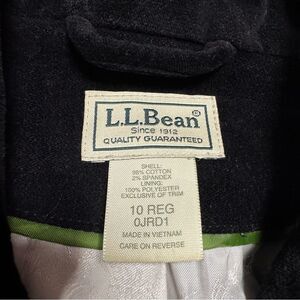 L.L.Bean®
Since 1912
QUALITY GUARANTEED
SHELL:
98% COTTON
2% SPANDEX
LINING:
100% POLYESTER
EXCLUSIVE OF TRIM
10 REG
0JRD1
MADE IN VIETNAM
CARE ON REVERSE